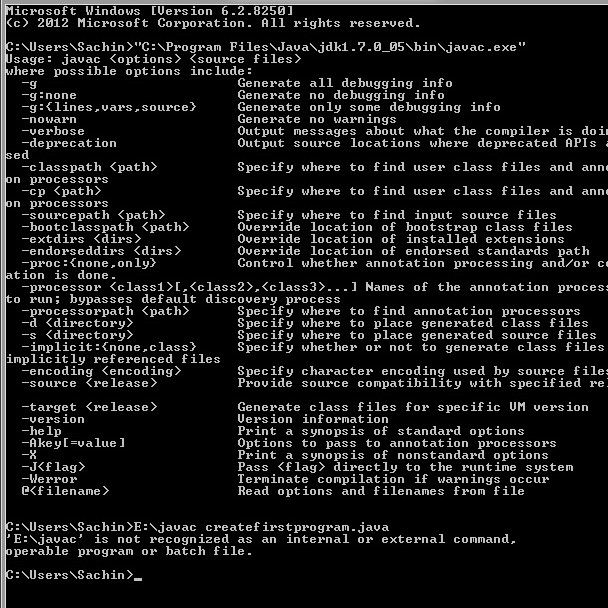 Microsoft Windows [Version 6.2.8250]
(c) 2012 Microsoft Corporation. All rights reserved.
C:\Users\Sachin>"C:\Program Files\Java\jdk1.7.0_05\bin\javac.exe"
Usage: javac <options> <source files>
where possible options include:
-g Generate all debugging info
-g:none Generate no debugging info
-g:{lines,vars,source} Generate only some debugging info
-nowarn Generate no warnings
-verbose Output messages about what the compiler is doin
-deprecation Output source locations where deprecated APIs a
sed
-classpath <path> Specify where to find user class files and anno
on processors
-cp <path> Specify where to find user class files and anno
on processors
-sourcepath <path> Specify where to find input source files
-bootclasspath <path> Override location of bootstrap class files
-extdirs <dirs> Override location of installed extensions
-endorseddirs <dirs> Override location of endorsed standards path
-proc:{none,only} Control whether annotation processing and/or co
ation is done.
-processor <class1>[,<class2>,<class3>...] Names of the annotation process
to run; bypasses default discovery process
-processorpath <path> Specify where to find annotation processors
-d <directory> Specify where to place generated class files
-s <directory> Specify where to place generated source files
-implicit:{none,class} Specify whether or not to generate class files
implicitly referenced files
-encoding <encoding> Specify character encoding used by source files
-source <release> Provide source compatibility with specified rel
-target <release> Generate class files for specific VM version
-version Version information
-help Print a synopsis of standard options
-Akey[=value] Options to pass to annotation processors
-X Print a synopsis of nonstandard options
-J<flag> Pass <flag> directly to the runtime system
-Werror Terminate compilation if warnings occur
@<filename> Read options and filenames from file
C:\Users\Sachin>E:\javac createfirstprogram.java
'E:\javac' is not recognized as an internal or external command,
operable program or batch file.
C:\Users\Sachin>_